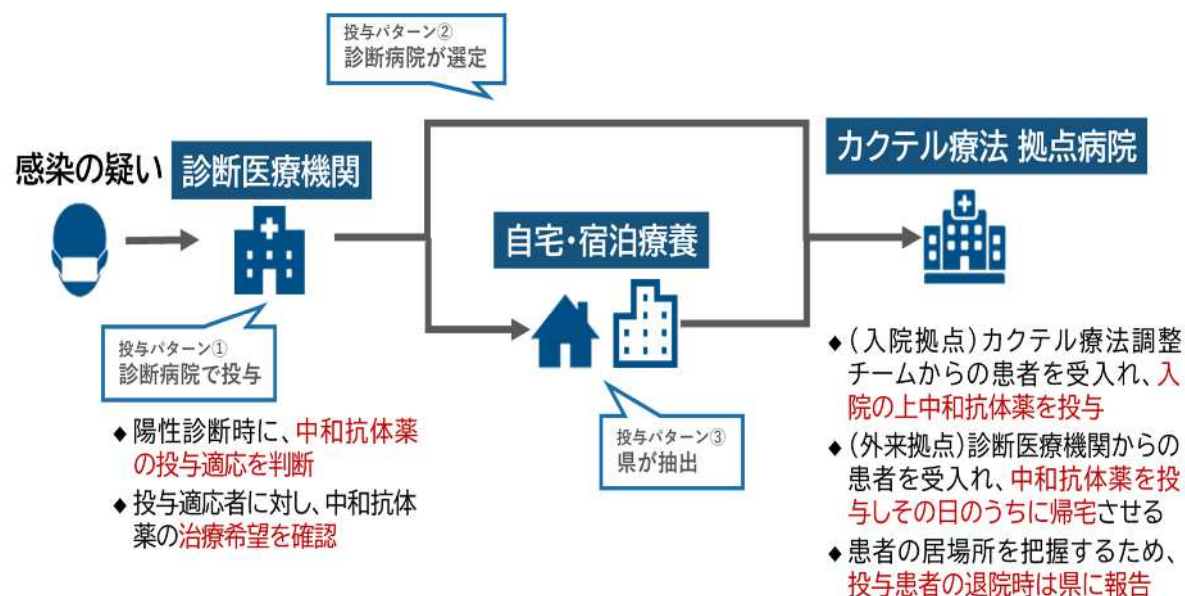 投与パターン②
診断病院が選定
感染の疑い
診断医療機関
カクテル療法 拠点病院
自宅・宿泊療養
投与パターン①
診断病院で投与
◆陽性診断時に、中和抗体薬
の投与適応を判断
◆投与適応者に対し、中和抗体
薬の治療希望を確認
投与パターン③
県が抽出
◆(入院拠点)カクテル療法調整
チームからの患者を受入れ、入
院の上中和抗体薬を投与
◆(外来拠点)診断医療機関からの
患者を受入れ、中和抗体薬を投
与しその日のうちに帰宅させる
◆患者の居場所を把握するため、
投与患者の退院時は県に報告